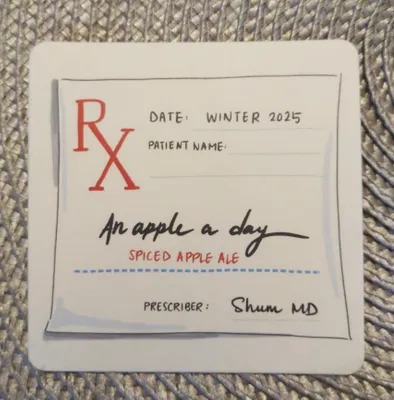 RX
DATE: WINTER 2025
PATIENT NAME:
An apple a day
SPICED APPLE ALE
PRESCRIBER: Shum MD